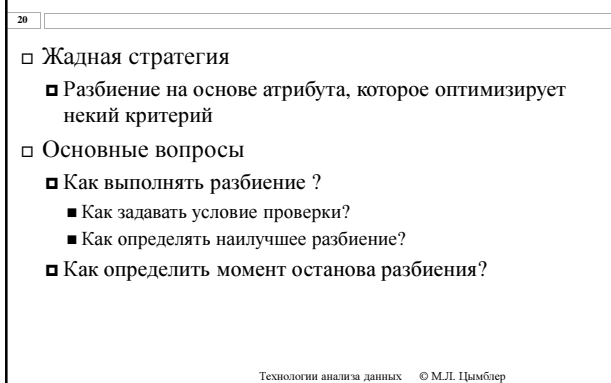 20
Жадная стратегия
Разбиение на основе атрибута, которое оптимизирует
некий критерий
Основные вопросы
Как выполнять разбиение ?
Как задавать условие проверки?
Как определять наилучшее разбиение?
Как определить момент останова разбиения?
Технологии анализа данных © М.Л. Цымблер